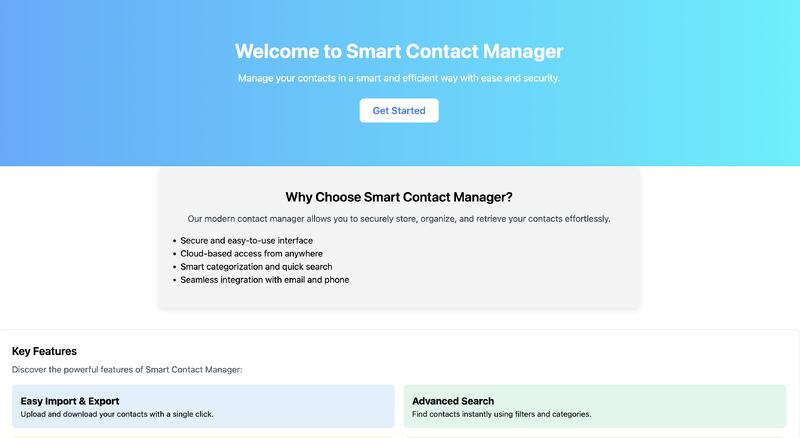 Welcome to Smart Contact Manager
Manage your contacts in a smart and efficient way with ease and security.
Get Started
Why Choose Smart Contact Manager?
Our modern contact manager allows you to securely store, organize, and retrieve your contacts effortlessly.
• Secure and easy-to-use interface
• Cloud-based access from anywhere
• Smart categorization and quick search
• Seamless integration with email and phone
Key Features
Discover the powerful features of Smart Contact Manager:
Easy Import & Export
Upload and download your contacts with a single click.
Advanced Search
Find contacts instantly using filters and categories.